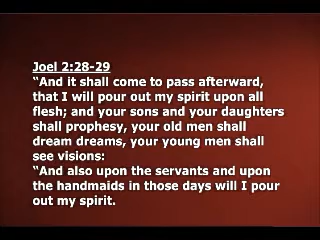 Joel 2:28-29
“And it shall come to pass afterward,
that I will pour out my spirit upon all
flesh; and your sons and your daughters
shall prophesy, your old men shall
dream dreams, your young men shall
see visions:
“And also upon the servants and upon
the handmaids in those days will I pour
out my spirit.